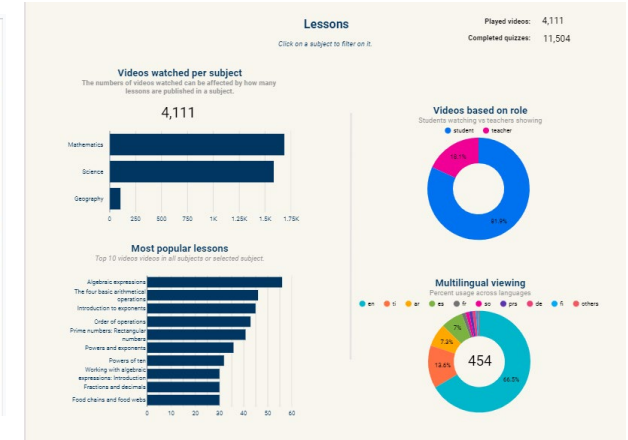 Lessons
Click on a subject to filter on it.
Played videos: 4,111
Completed quizzes: 11,504
Videos watched per subject
The numbers of videos watched can be affected by how many
lessons are published in a subject.
4,111
Mathematics
Science
Geography
0 250 500 750 1K 1.25K 1.5K 1.75K
Videos based on role
Students watching vs teachers showing
student teacher
18.1%
81.9%
Most popular lessons
Top 10 videos videos in all subjects or selected subject.
Algebraic expressions
The four basic arithmetical
operations
Introduction to exponents
Order of operations
Prime numbers: Rectangular
numbers
Powers and exponents
Powers of ten
Working with algebraic
expressions: Introduction
Fractions and decimals
Food chains and food webs
0 10 20 30 40 50 60
Multilingual viewing
Percent usage across languages
en ti ar es fr so prs de fi others
7%
7.3%
13.6%
66.5%
454